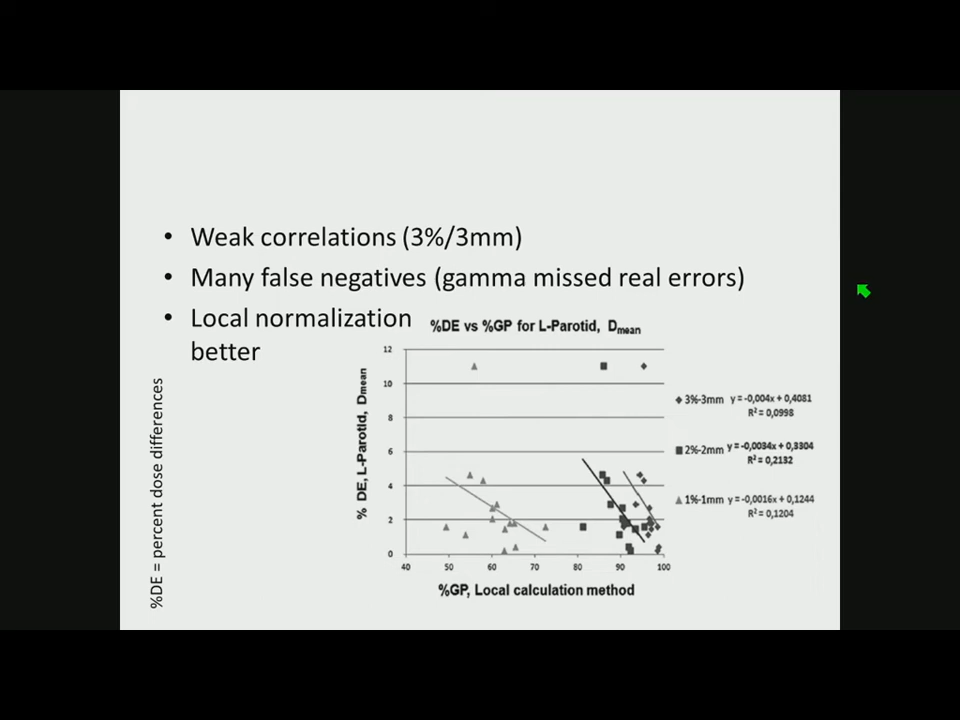 • Weak correlations (3%/3mm)
• Many false negatives (gamma missed real errors)
• Local normalization
better
%DE = percent dose differences
%DE vs %GP for L-Parotid, Dmean
% DE, L-Parotid, Dmean
12
10
8
6
4
2
0
40 50 60 70 80 90 100
%GP, Local calculation method
3%-3mm y = -0,004x + 0,4081
R² = 0,0998
2%-2mm y = -0,0034x + 0,3304
R² = 0,2132
1%-1mm y = -0,0016x + 0,1244
R² = 0,1204